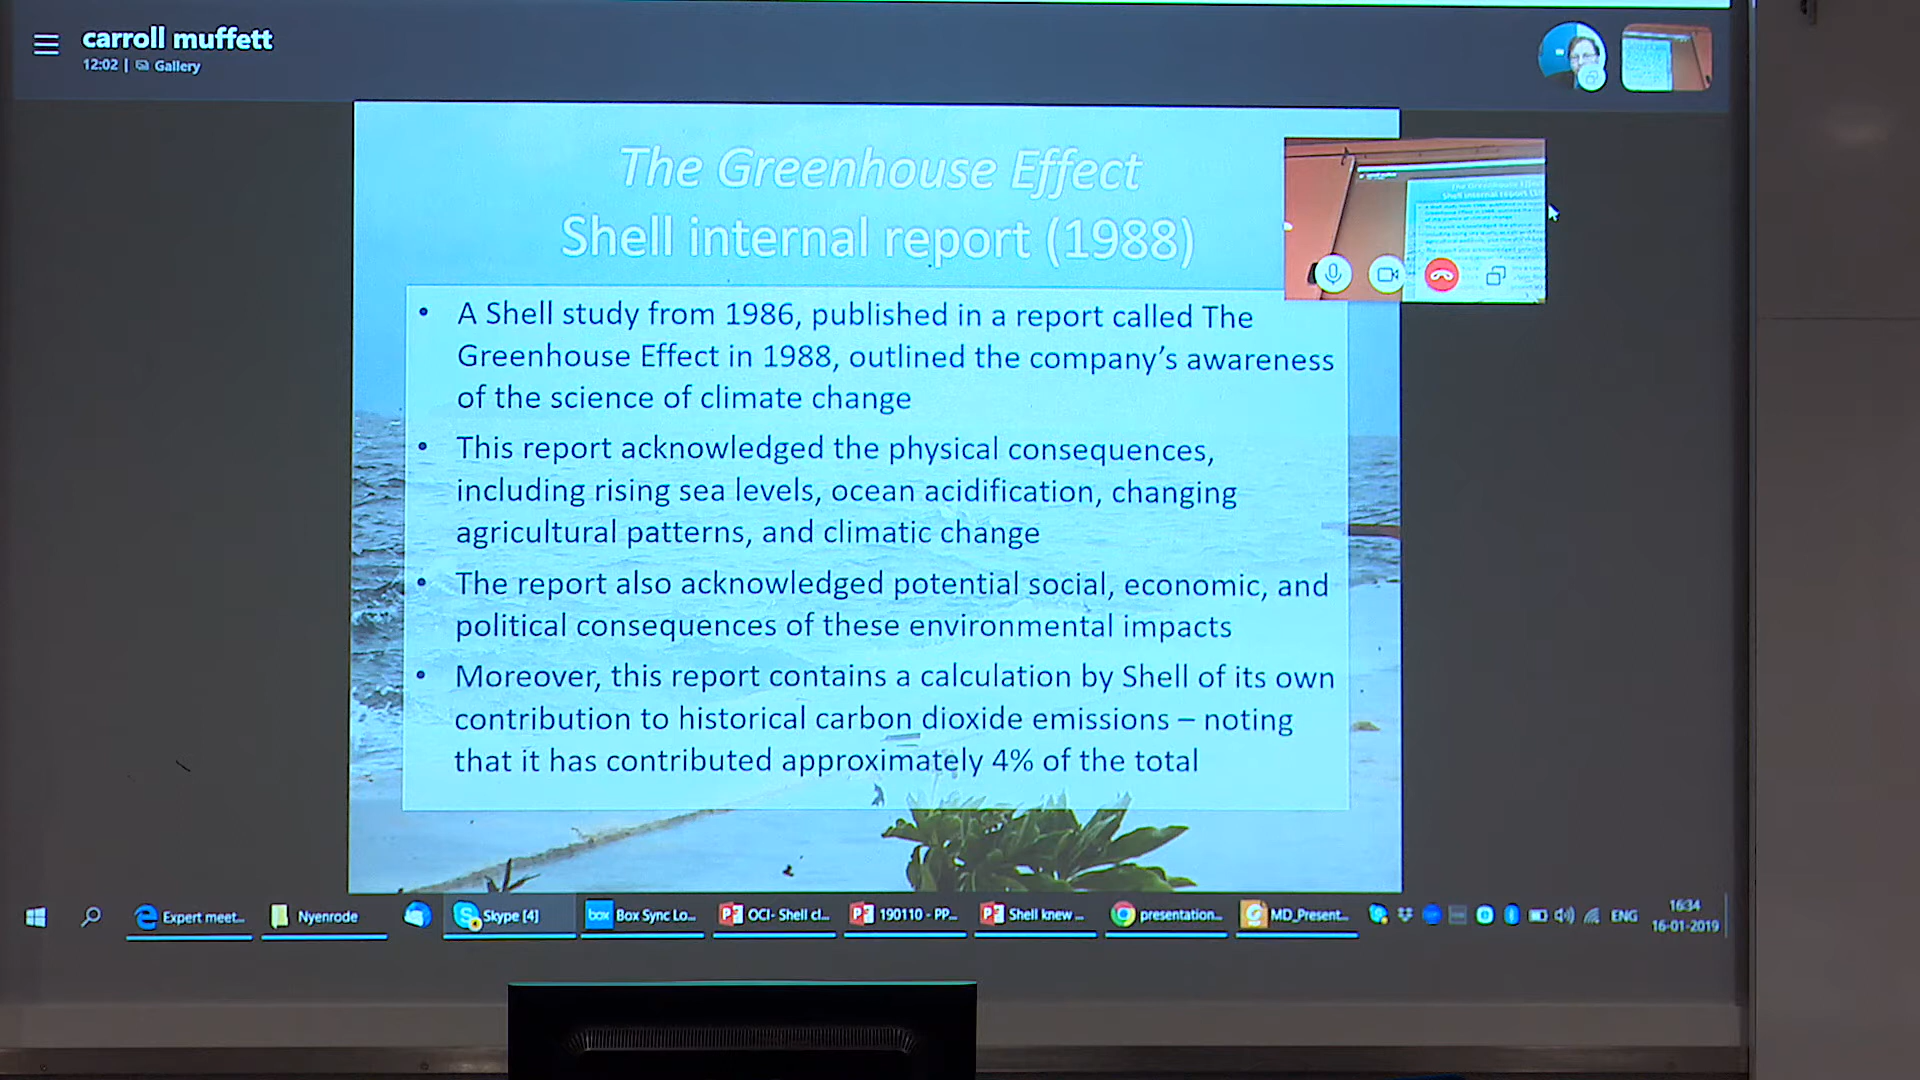 carroll muffett
12:02 | Gallery
The Greenhouse Effect
Shell internal report (1988)
• A Shell study from 1986, published in a report called The
Greenhouse Effect in 1988, outlined the company's awareness
of the science of climate change
• This report acknowledged the physical consequences,
including rising sea levels, ocean acidification, changing
agricultural patterns, and climatic change
• The report also acknowledged potential social, economic, and
political consequences of these environmental impacts
• Moreover, this report contains a calculation by Shell of its own
contribution to historical carbon dioxide emissions – noting
that it has contributed approximately 4% of the total
Expert meet...
Nyenrode
Skype [4]
box Box Sync Lo...
OCI- Shell cl...
190110 - PP...
Shell knew ...
presentation...
MD_Present...
ENG
16:34
16-01-2019